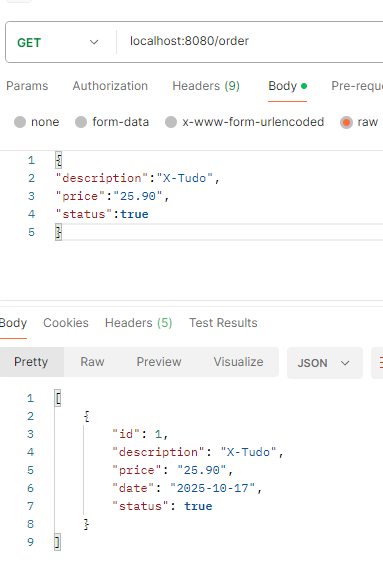 GET localhost:8080/order
Params Authorization Headers (9) Body Pre-requ
none form-data x-www-form-urlencoded raw
1 {
2 "description":"X-Tudo",
3 "price":"25.90",
4 "status":true
5 }
Body Cookies Headers (5) Test Results
Pretty Raw Preview Visualize JSON
1 [
2 {
3 "id": 1,
4 "description": "X-Tudo",
5 "price": "25.90",
6 "date": "2025-10-17",
7 "status": true
8 }
9 ]